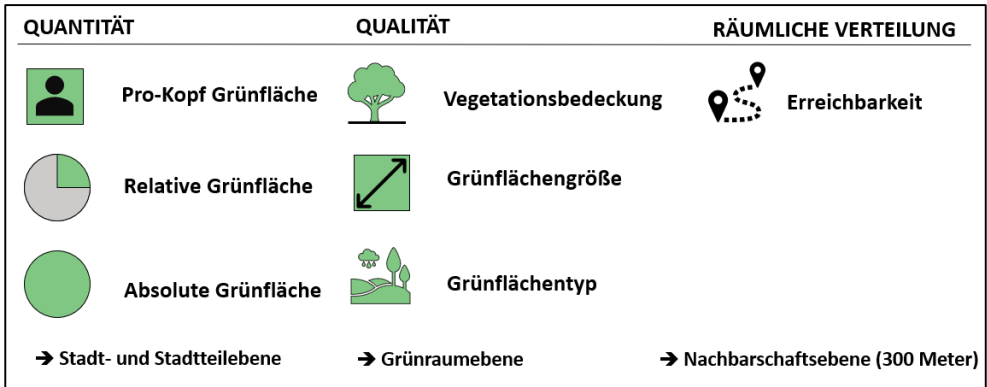 QUANTITÄT
Pro-Kopf Grünfläche
Relative Grünfläche
Absolute Grünfläche
➔ Stadt- und Stadtteilebene
QUALITÄT
Vegetationsbedeckung
Grünflächengröße
Grünflächentyp
➔ Grünraumebene
RÄUMLICHE VERTEILUNG
Erreichbarkeit
➔ Nachbarschaftsebene (300 Meter)